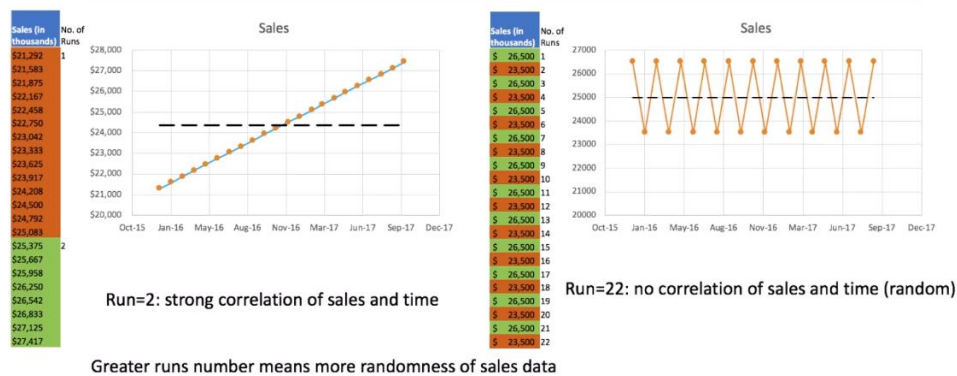 Sales (in thousands) No. of Runs
$21,292 1
$21,583
$21,875
$22,167
$22,458
$22,750
$23,042
$23,333
$23,625
$23,917
$24,208
$24,500
$24,792
$25,083
$25,375 2
$25,667
$25,958
$26,250
$26,542
$26,833
$27,125
$27,417
Sales
$28,000
$27,000
$26,000
$25,000
$24,000
$23,000
$22,000
$21,000
$20,000
Oct-15 Jan-16 May-16 Aug-16 Nov-16 Mar-17 Jun-17 Sep-17 Dec-17
Run=2: strong correlation of sales and time
Sales (in thousands) No. of Runs
$ 26,500 1
$ 23,500 2
$ 26,500 3
$ 23,500 4
$ 26,500 5
$ 23,500 6
$ 26,500 7
$ 23,500 8
$ 26,500 9
$ 23,500 10
$ 26,500 11
$ 23,500 12
$ 26,500 13
$ 23,500 14
$ 26,500 15
$ 23,500 16
$ 26,500 17
$ 23,500 18
$ 26,500 19
$ 23,500 20
$ 26,500 21
$ 23,500 22
Sales
27000
26000
25000
24000
23000
22000
21000
20000
Oct-15 Jan-16 May-16 Aug-16 Nov-16 Mar-17 Jun-17 Sep-17 Dec-17
Run=22: no correlation of sales and time (random)
Greater runs number means more randomness of sales data